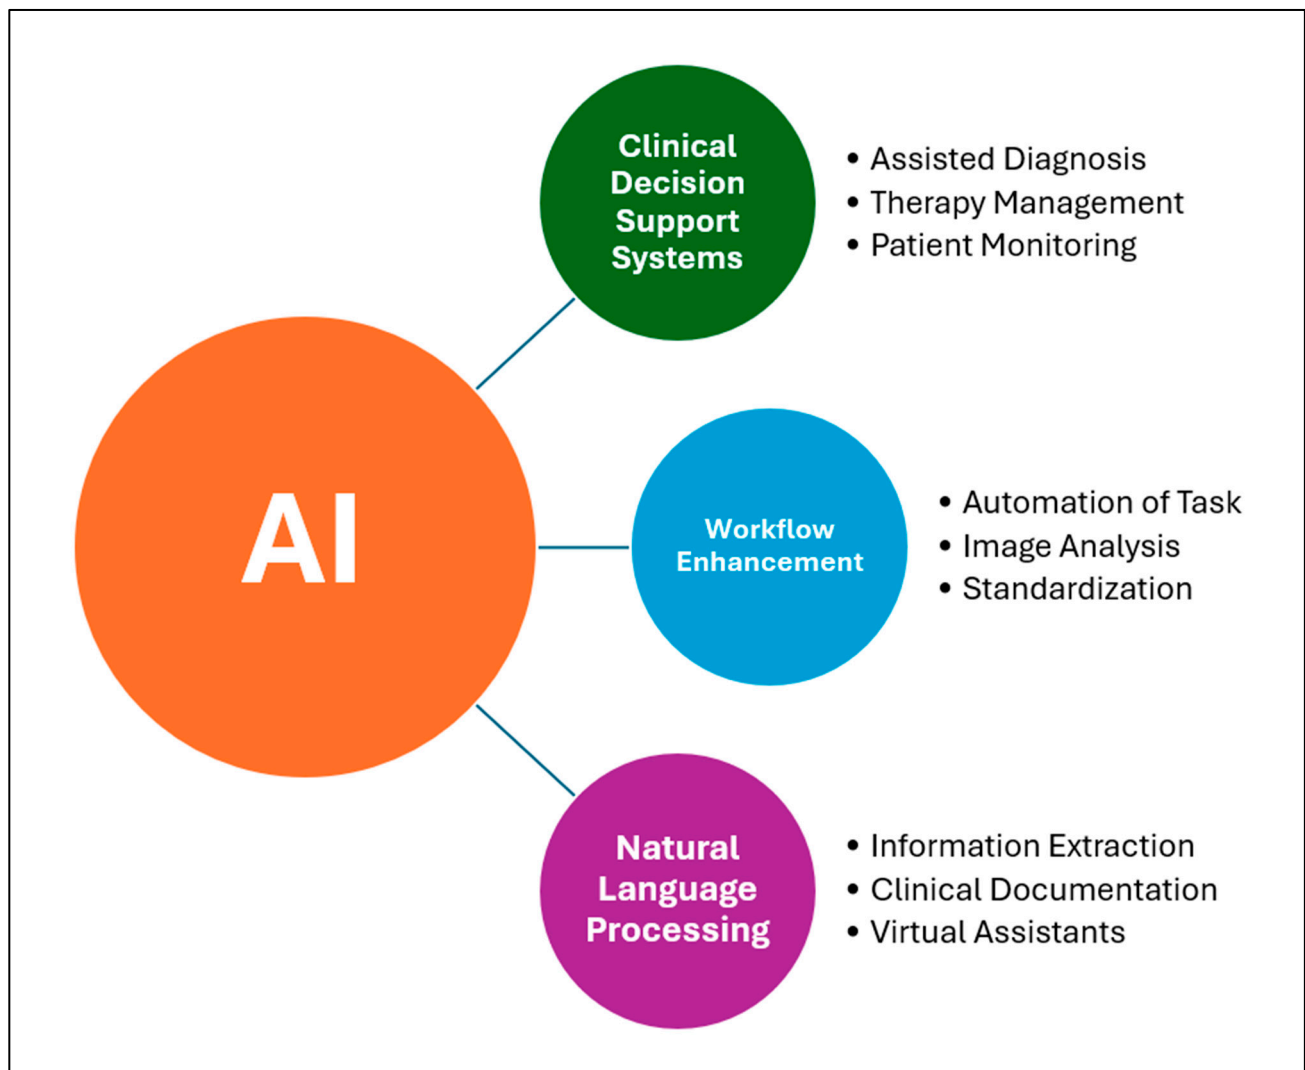 AI
Clinical
Decision
Support
Systems
• Assisted Diagnosis
• Therapy Management
• Patient Monitoring
Workflow
Enhancement
• Automation of Task
• Image Analysis
• Standardization
Natural
Language
Processing
• Information Extraction
• Clinical Documentation
• Virtual Assistants